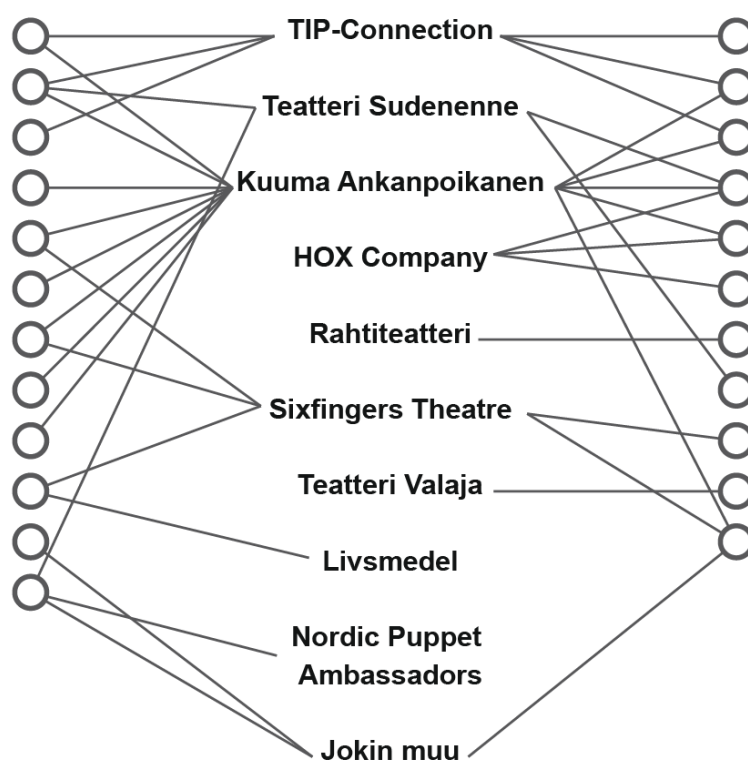 TIP-Connection
Teatteri Sudenenne
Kuuma Ankanpoikanen
HOX Company
Rahtiteatteri
Sixfingers Theatre
Teatteri Valaja
Livsmedel
Nordic Puppet
Ambassadors
Jokin muu